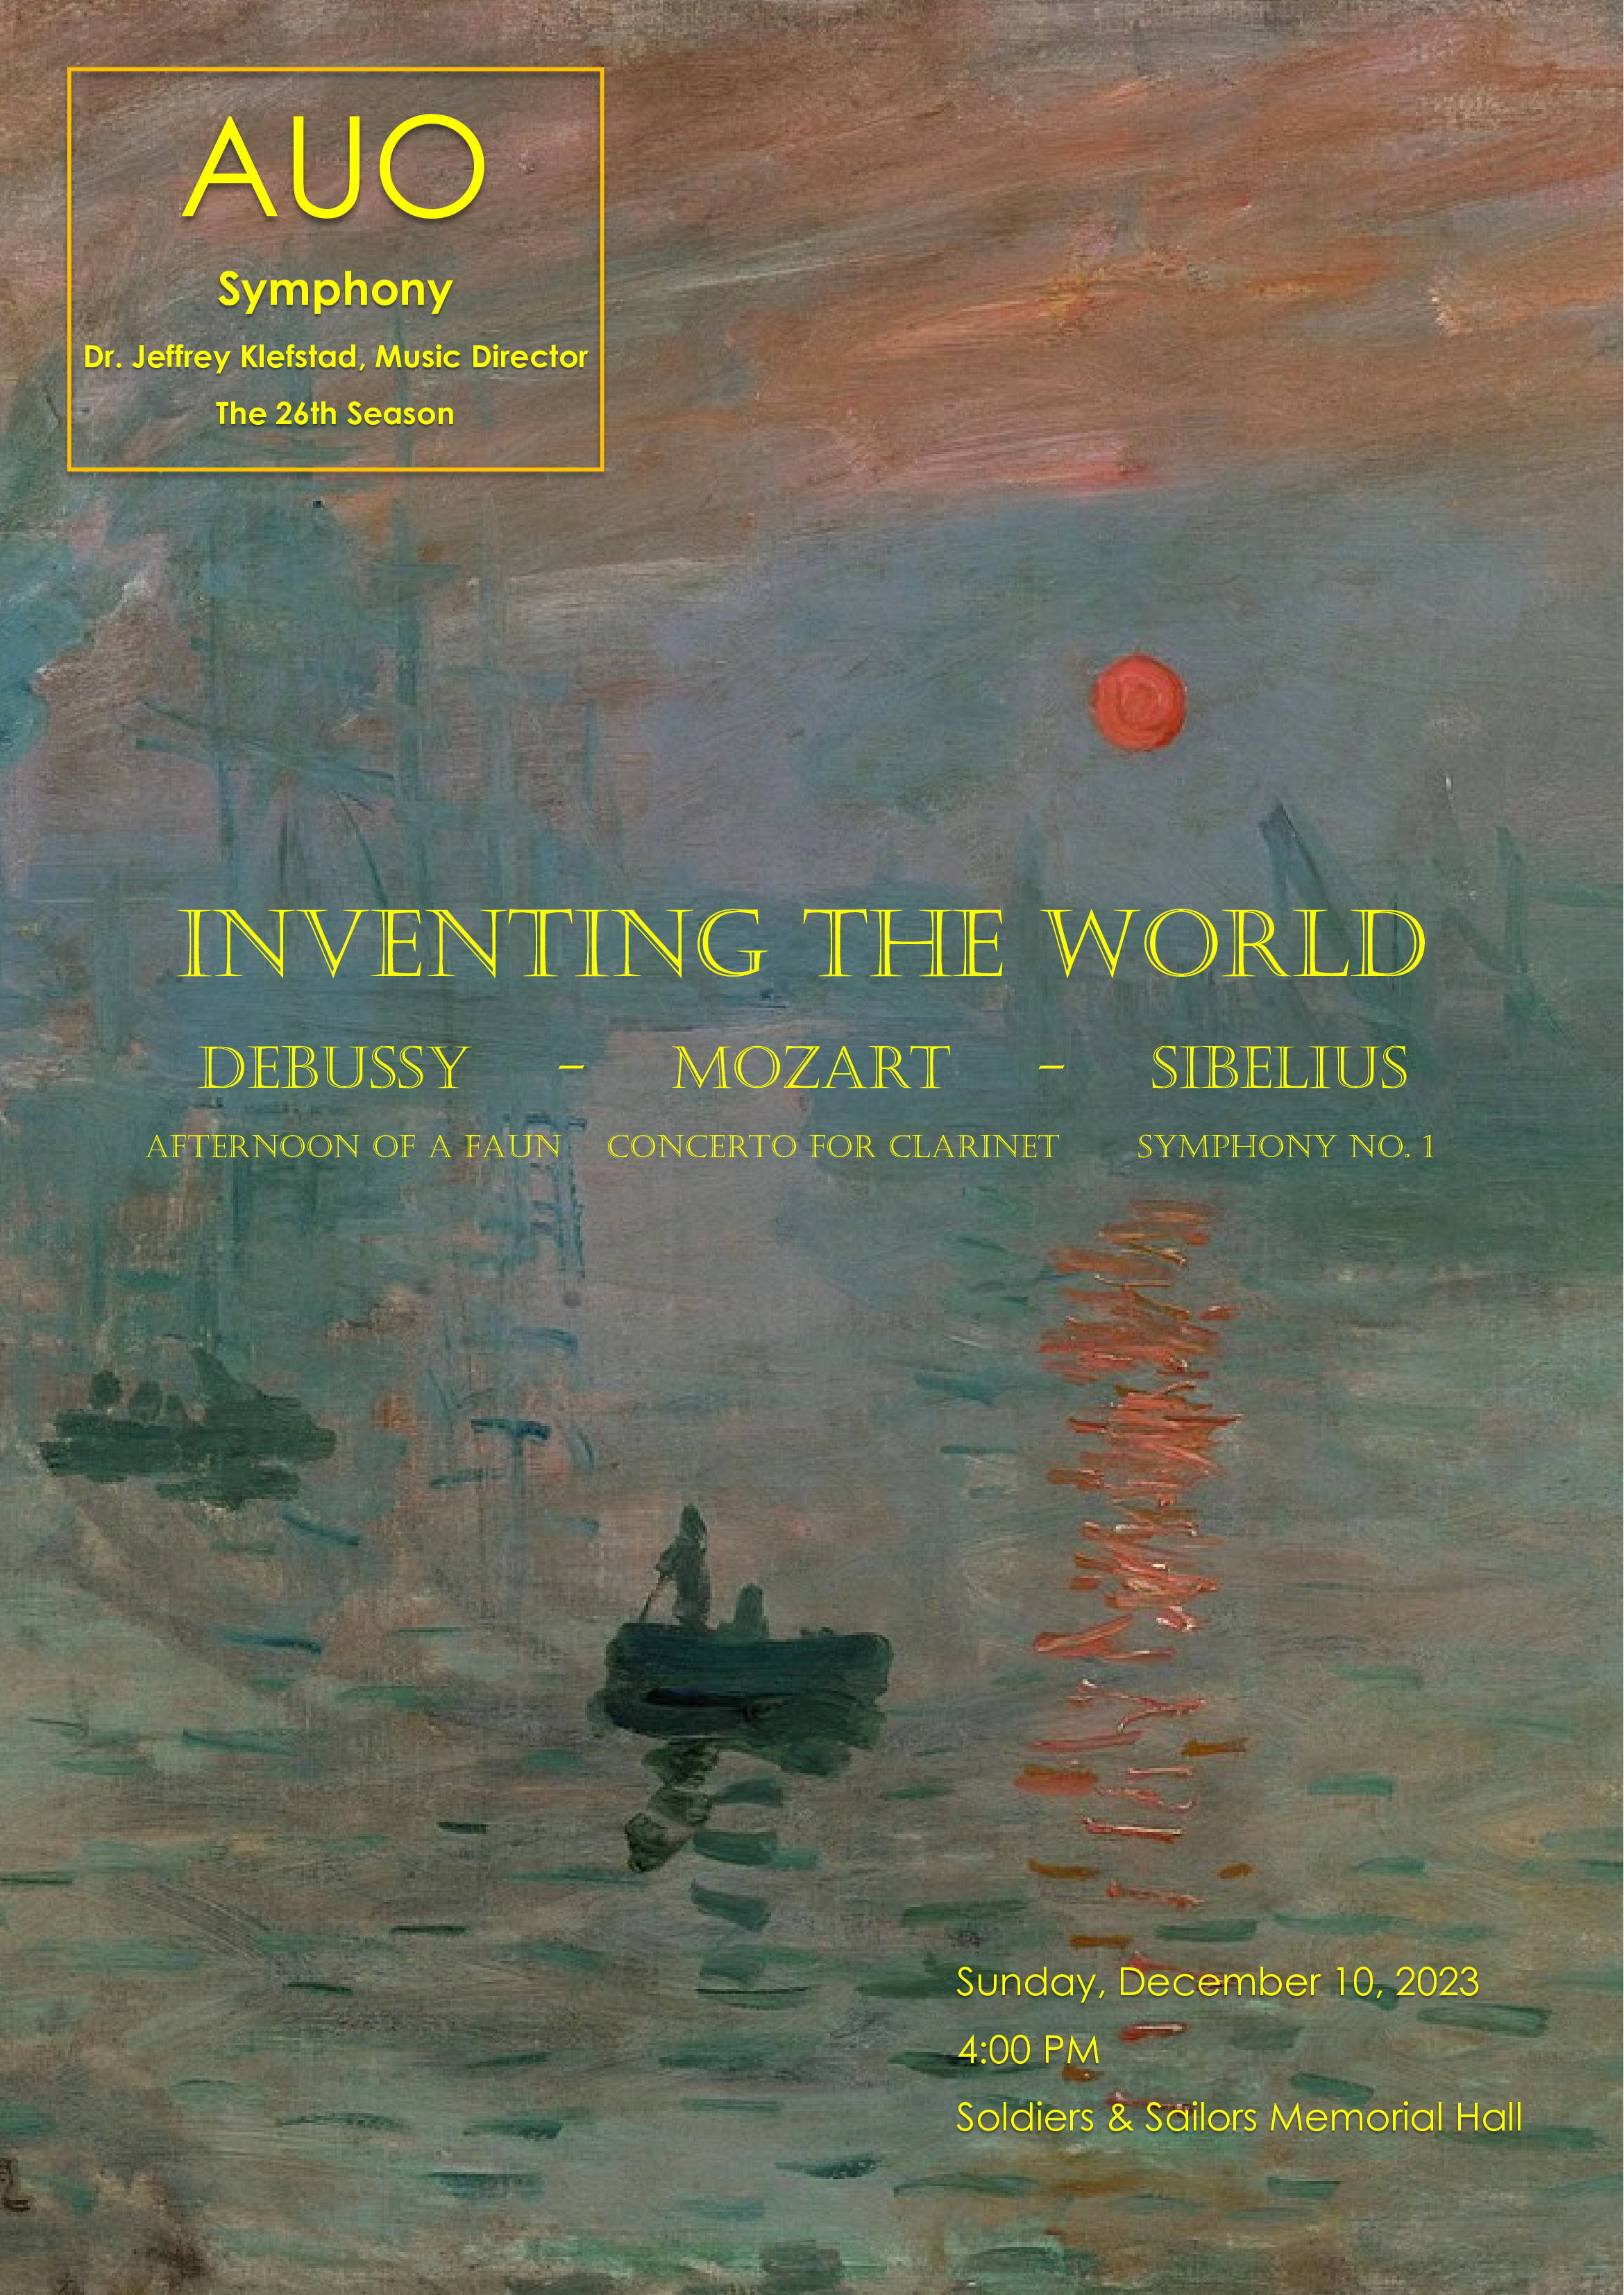 AUO
Symphony
Dr. Jeffrey Klefstad, Music Director
The 26th Season
INVENTING THE WORLD
DEBUSSY - MOZART - SIBELIUS
AFTERNOON OF A FAUN CONCERTO FOR CLARINET SYMPHONY NO. 1
Sunday, December 10, 2023
4:00 PM
Soldiers & Sailors Memorial Hall